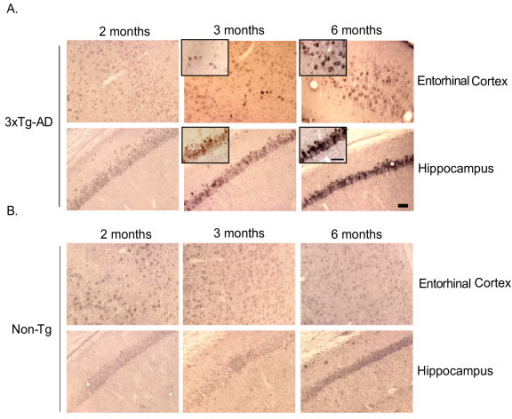 A.
2 months 3 months 6 months
Entorhinal Cortex
3xTg-AD
Hippocampus
B.
2 months 3 months 6 months
Entorhinal Cortex
Non-Tg
Hippocampus